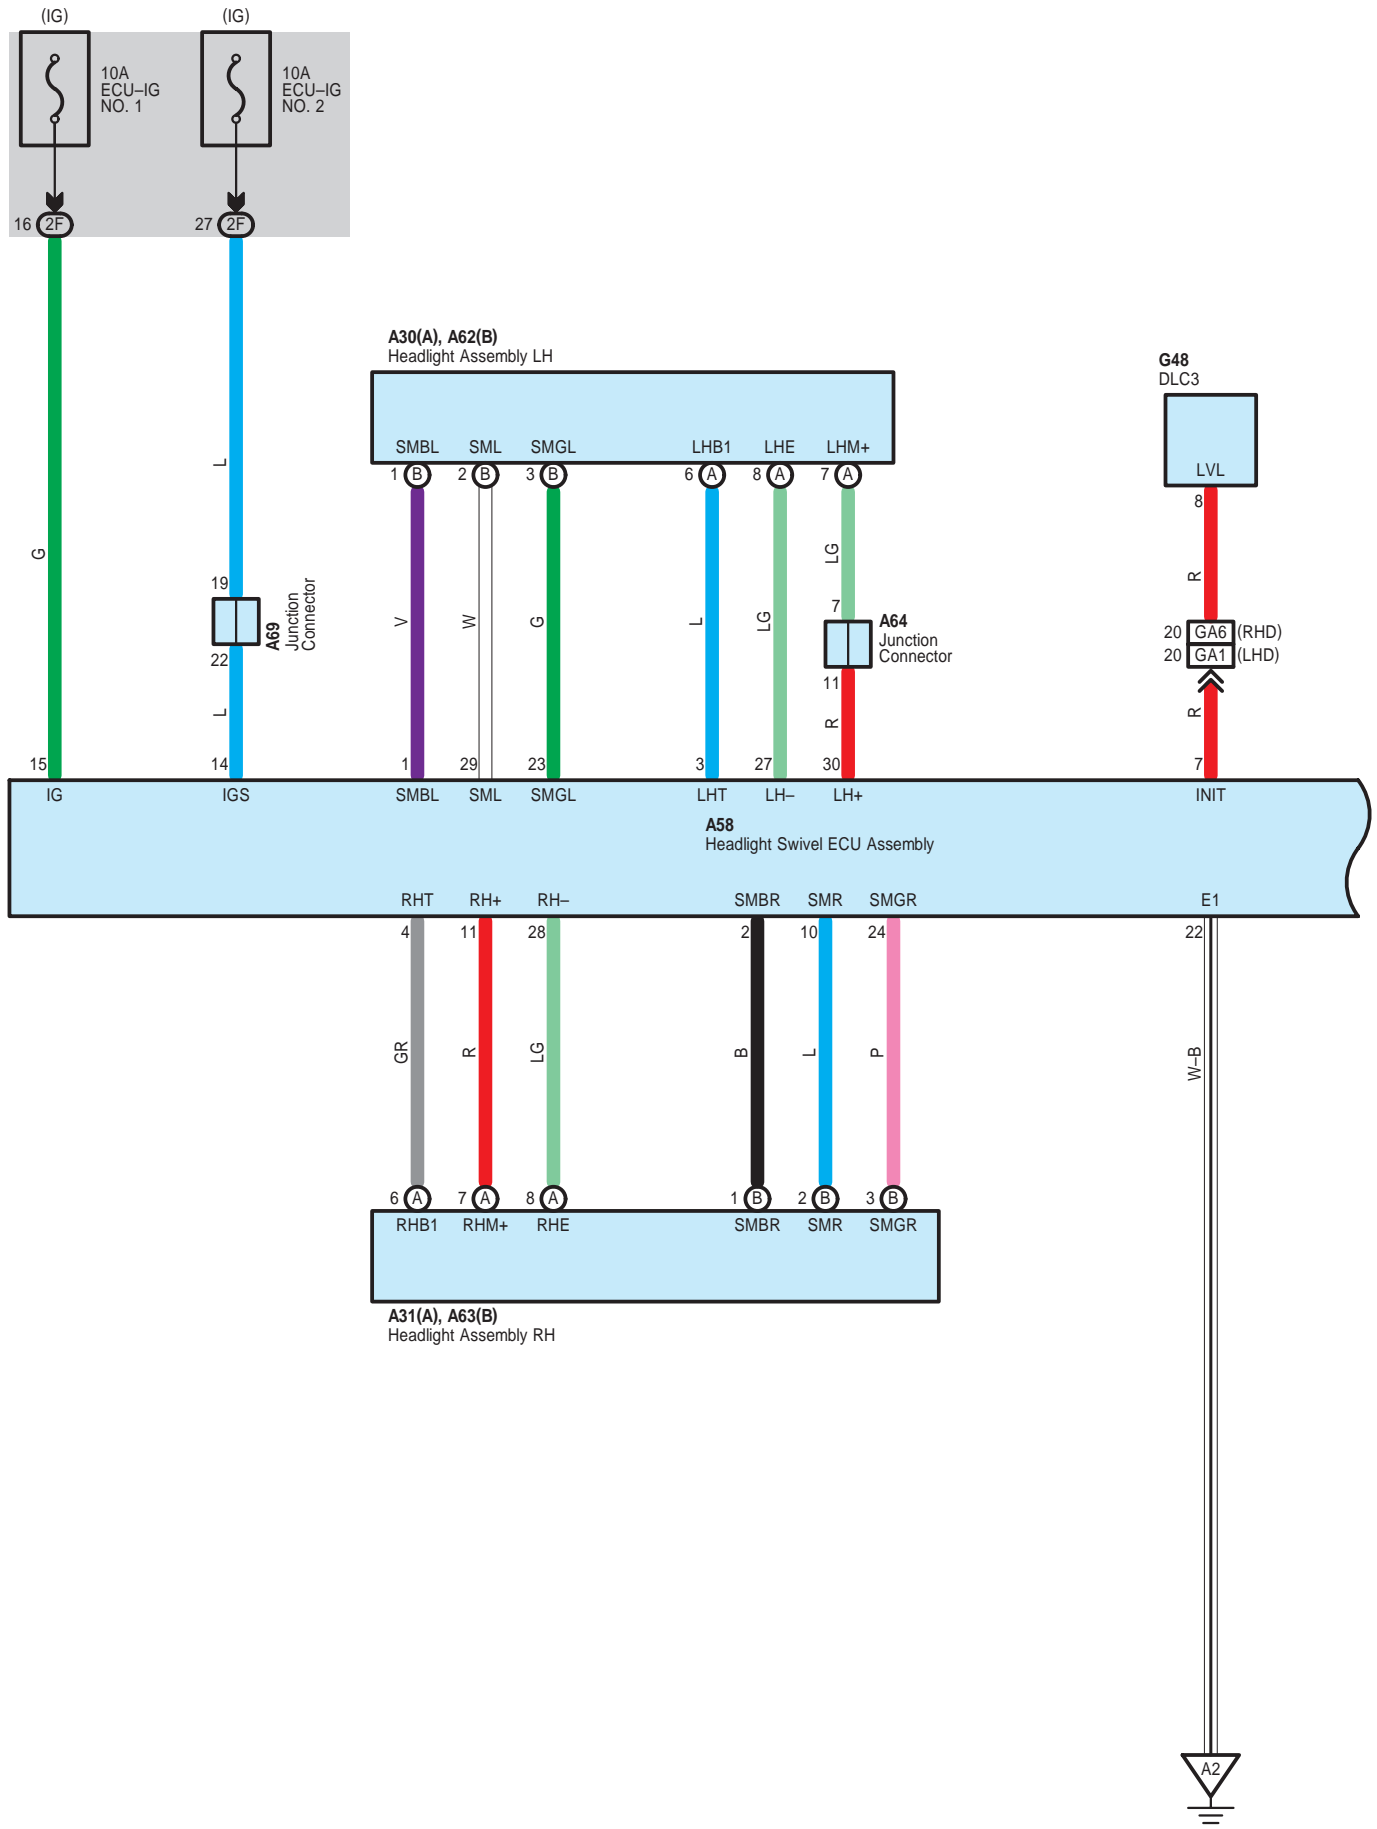 (IG)
(IG)
10A
ECU–IG
NO. 1
10A
ECU–IG
NO. 2
16 2F
27 2F
A30(A), A62(B)
Headlight Assembly LH
SMBL SML SMGL LHB1 LHE LHM+
1 B 2 B 3 B 6 A 8 A 7 A
G48
DLC3
LVL
8
G
L
19
A69
Junction
Connector
22
L
V
W
G
L
LG
LG
7
A64
Junction
Connector
11
R
R
20 GA6 (RHD)
20 GA1 (LHD)
R
15 14 1 29 23 3 27 30 7
IG IGS SMBL SML SMGL LHT LH– LH+ INIT
A58
Headlight Swivel ECU Assembly
RHT RH+ RH– SMBR SMR SMGR E1
4 11 28 2 10 24 22
GR
R
LG
B
L
P
W–B
6 A 7 A 8 A 1 B 2 B 3 B
RHB1 RHM+ RHE SMBR SMR SMGR
A31(A), A63(B)
Headlight Assembly RH
A2